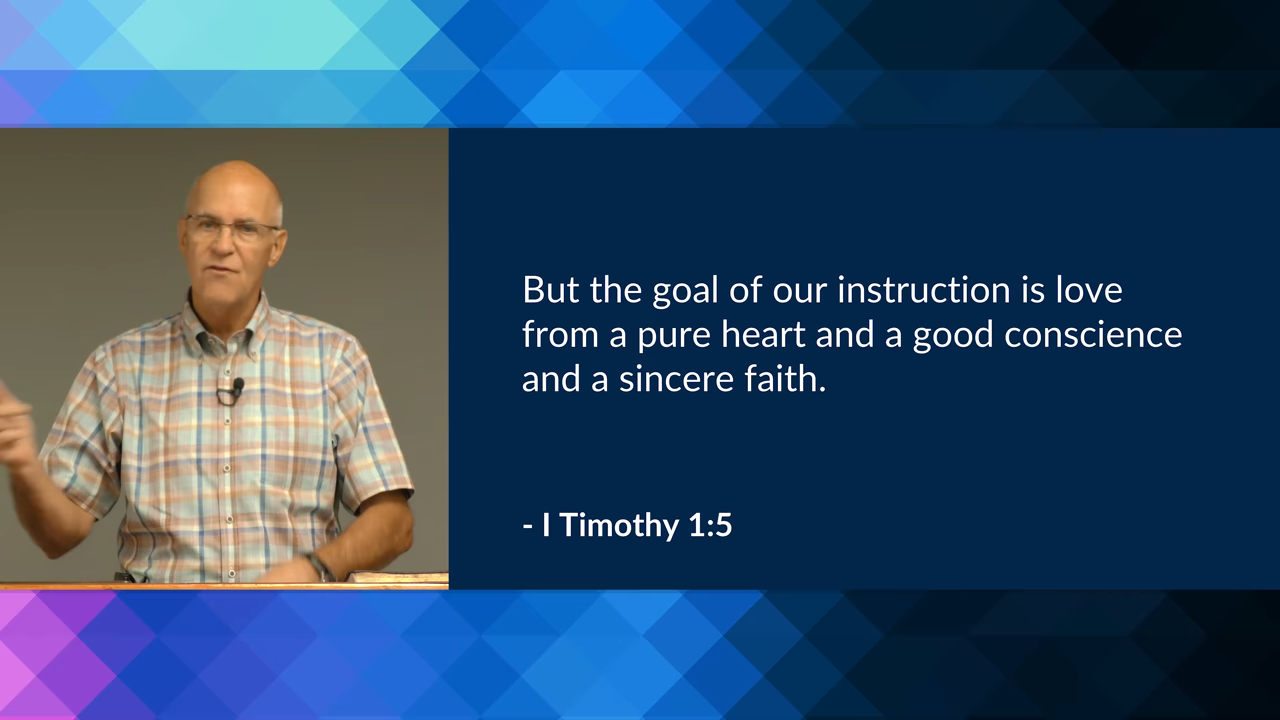 But the goal of our instruction is love
from a pure heart and a good conscience
and a sincere faith.
- I Timothy 1:5